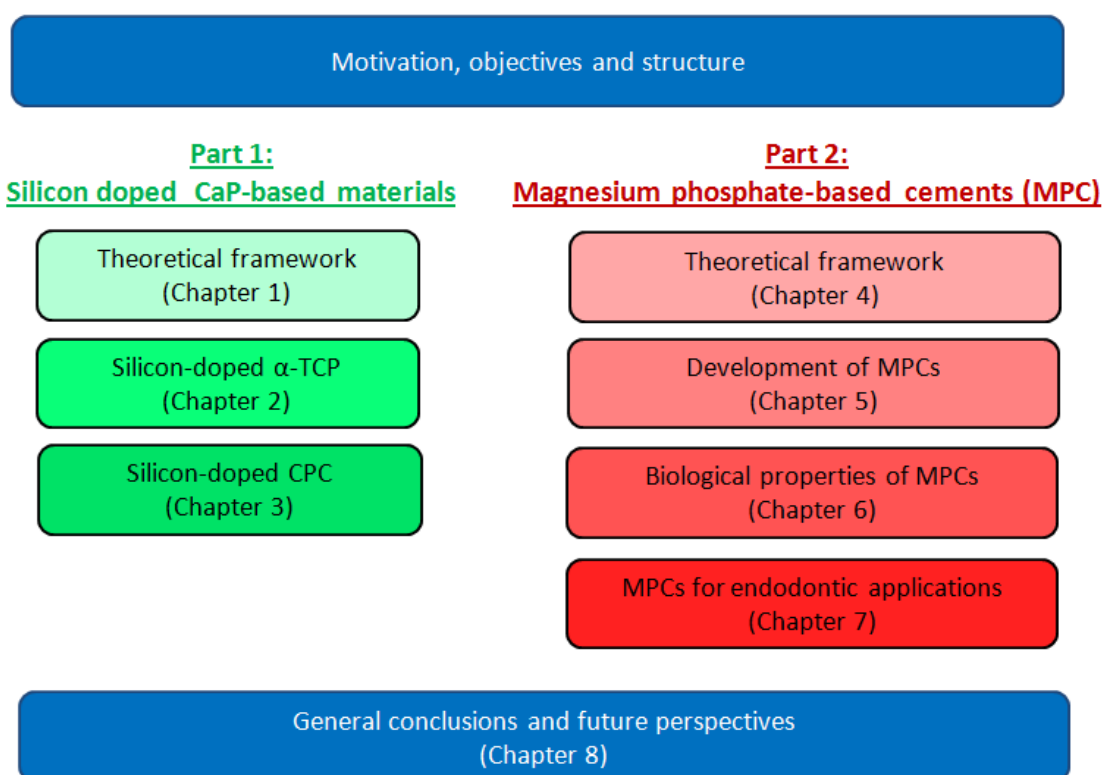 Motivation, objectives and structure
Part 1:
Silicon doped CaP-based materials
Theoretical framework
(Chapter 1)
Silicon-doped α-TCP
(Chapter 2)
Silicon-doped CPC
(Chapter 3)
Part 2:
Magnesium phosphate-based cements (MPC)
Theoretical framework
(Chapter 4)
Development of MPCs
(Chapter 5)
Biological properties of MPCs
(Chapter 6)
MPCs for endodontic applications
(Chapter 7)
General conclusions and future perspectives
(Chapter 8)